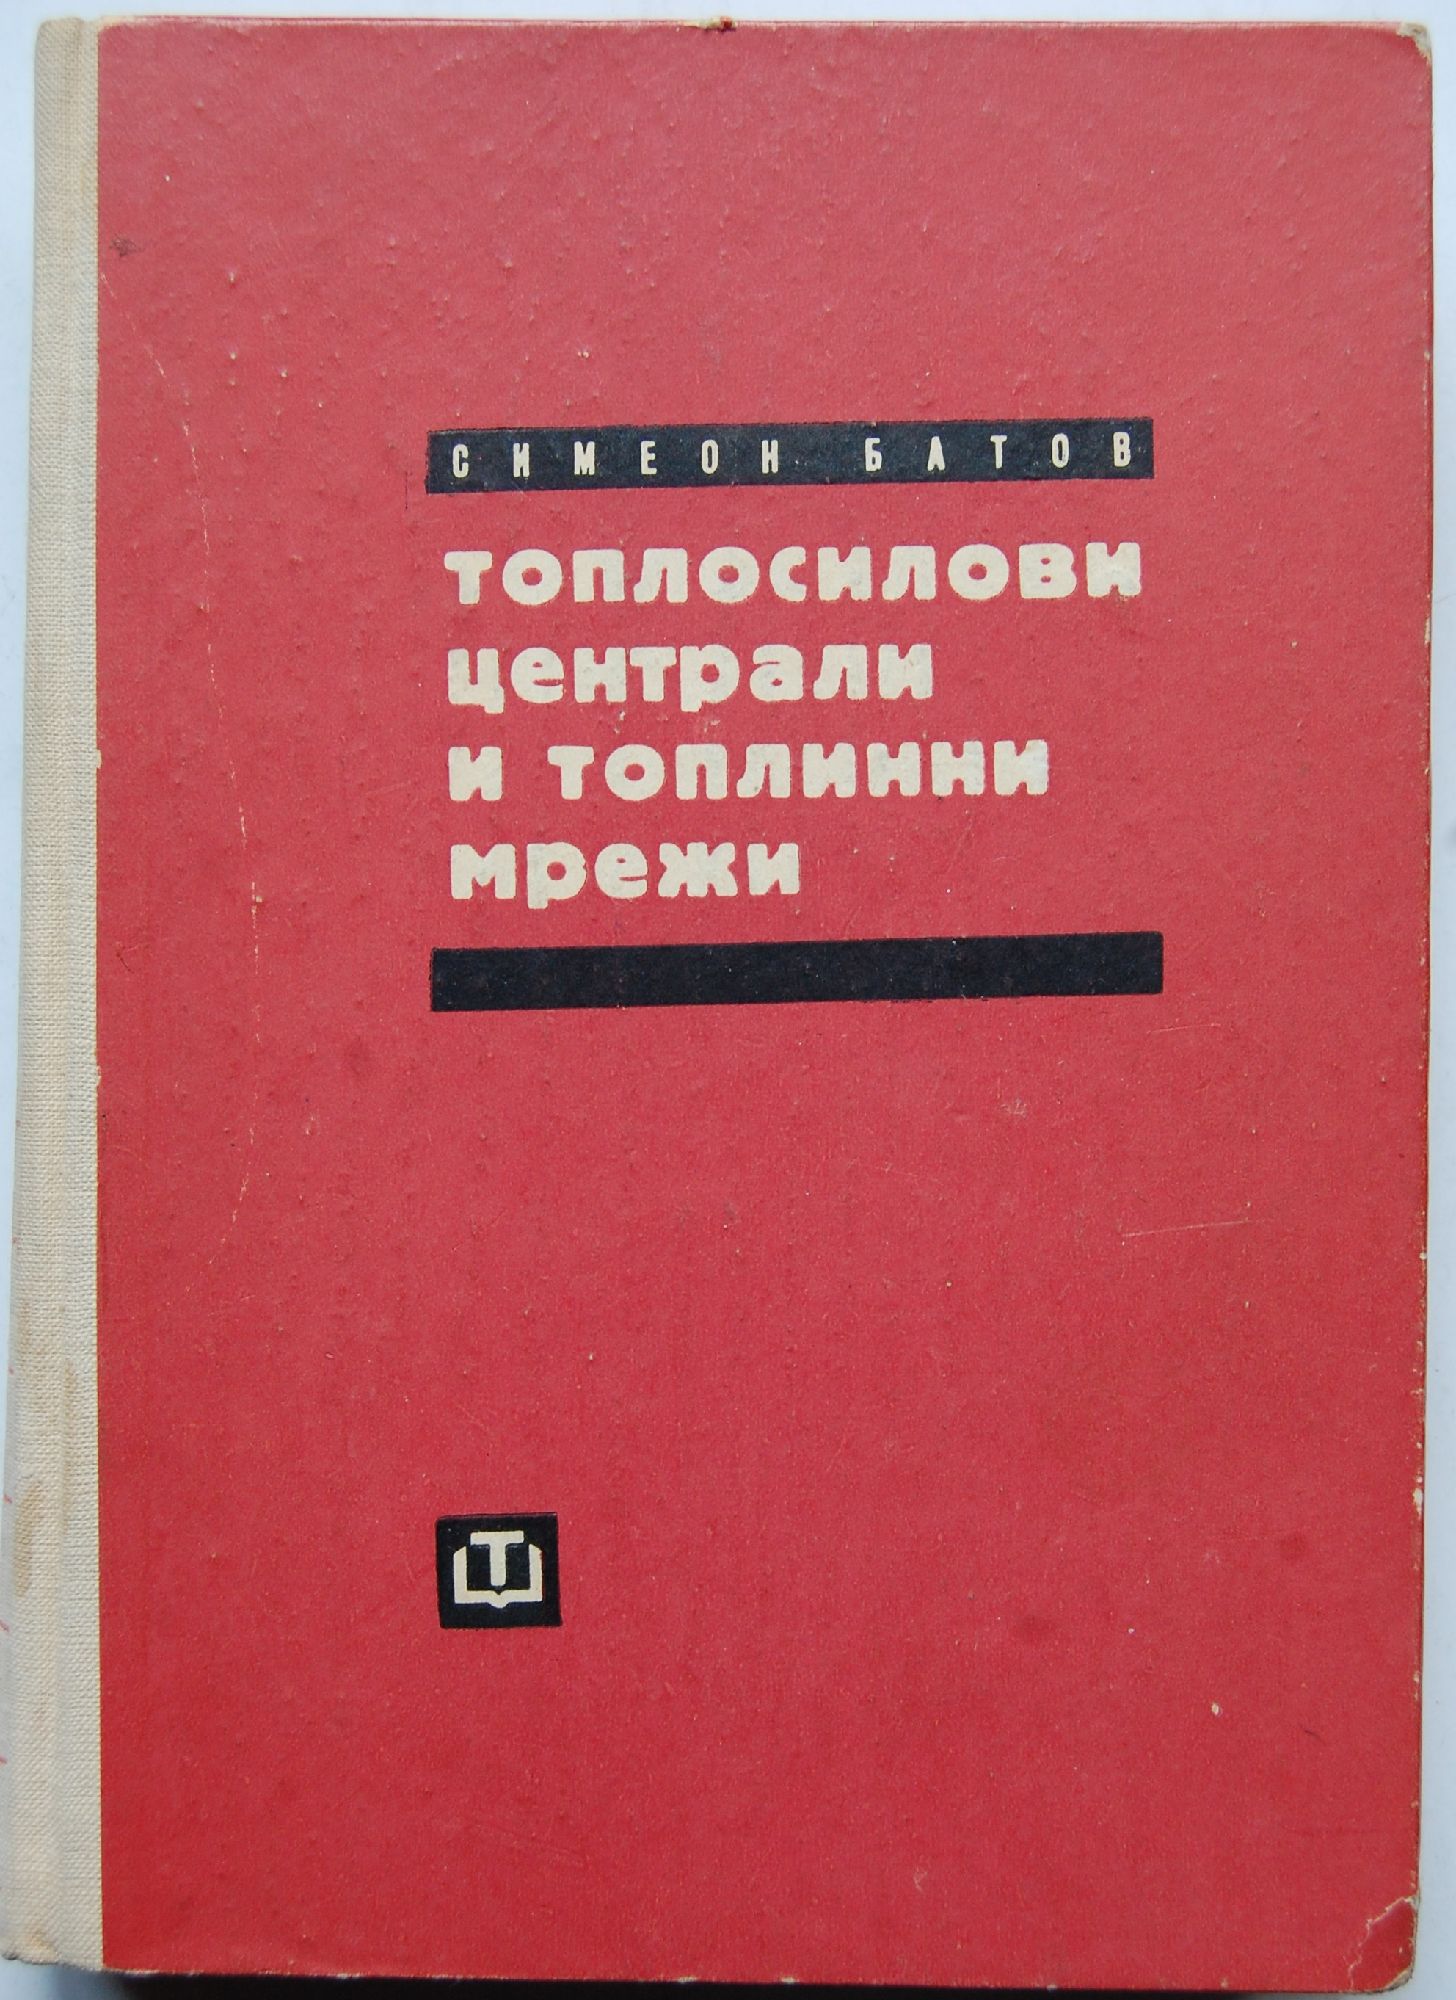 СИМЕОН БАТОВ
топлосилови
централи
и топлинни
мрежи
Т